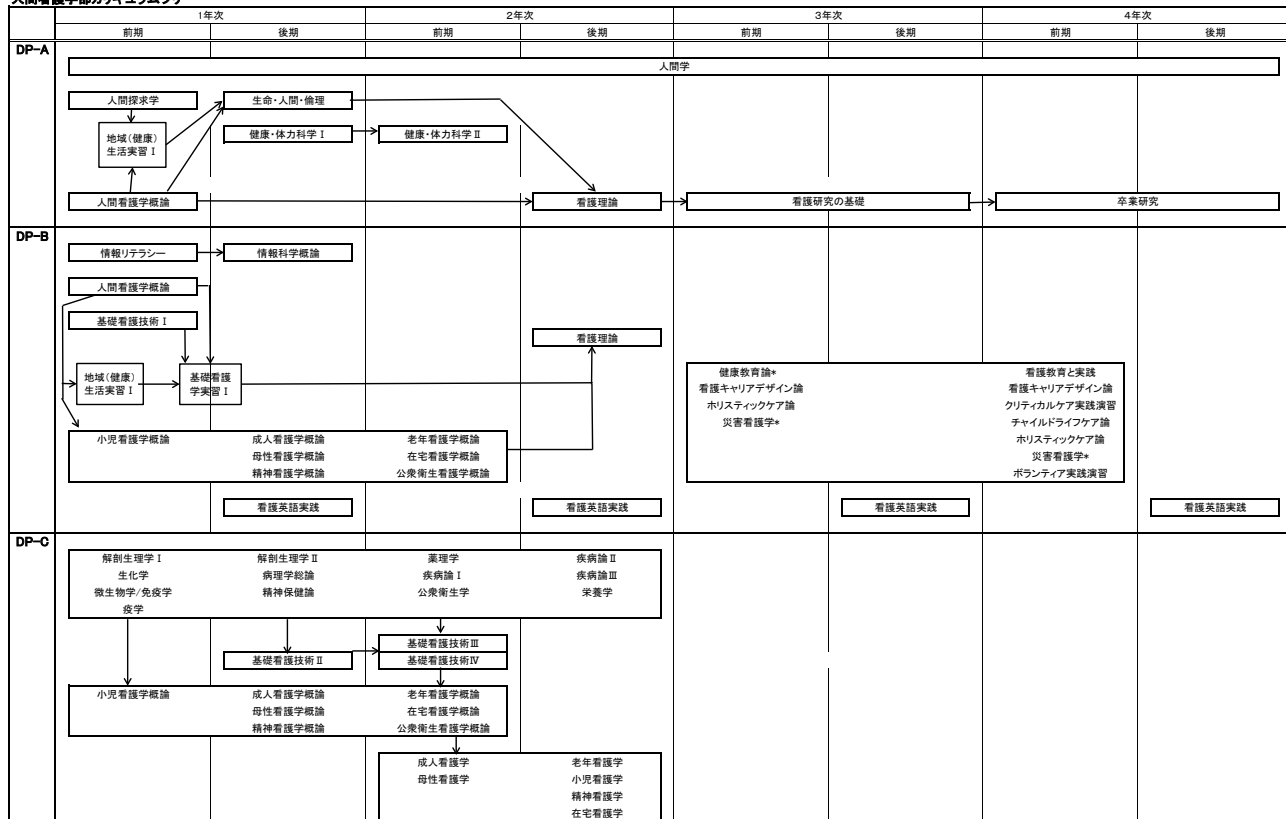 人間看護学部カリキュラムツリー
1年次 2年次 3年次 4年次
前期 後期 前期 後期 前期 後期 前期 後期
DP-A
人間学
人間探求学 生命・人間・倫理
地域(健康)
生活実習Ⅰ
健康・体力科学Ⅰ 健康・体力科学Ⅱ
人間看護学概論 看護理論 看護研究の基礎 卒業研究
DP-B
情報リテラシー 情報科学概論
人間看護学概論
基礎看護技術Ⅰ
看護理論
地域(健康)
生活実習Ⅰ
基礎看護
学実習Ⅰ
健康教育論*
看護キャリアデザイン論
ホリスティックケア論
災害看護学*
看護教育と実践
看護キャリアデザイン論
クリティカルケア実践演習
チャイルドライフケア論
ホリスティックケア論
災害看護学*
ボランティア実践演習
小児看護学概論 成人看護学概論 老年看護学概論
母性看護学概論 在宅看護学概論
精神看護学概論 公衆衛生看護学概論
看護英語実践 看護英語実践 看護英語実践 看護英語実践
DP-C
解剖生理学Ⅰ 解剖生理学Ⅱ 薬理学 疾病論Ⅱ
生化学 病理学総論 疾病論Ⅰ 疾病論Ⅲ
微生物学/免疫学 精神保健論 公衆衛生学 栄養学
疫学
基礎看護技術Ⅲ
基礎看護技術Ⅱ 基礎看護技術Ⅳ
小児看護学概論 成人看護学概論 老年看護学概論
母性看護学概論 在宅看護学概論
精神看護学概論 公衆衛生看護学概論
成人看護学 老年看護学
母性看護学 小児看護学
精神看護学
在宅看護学